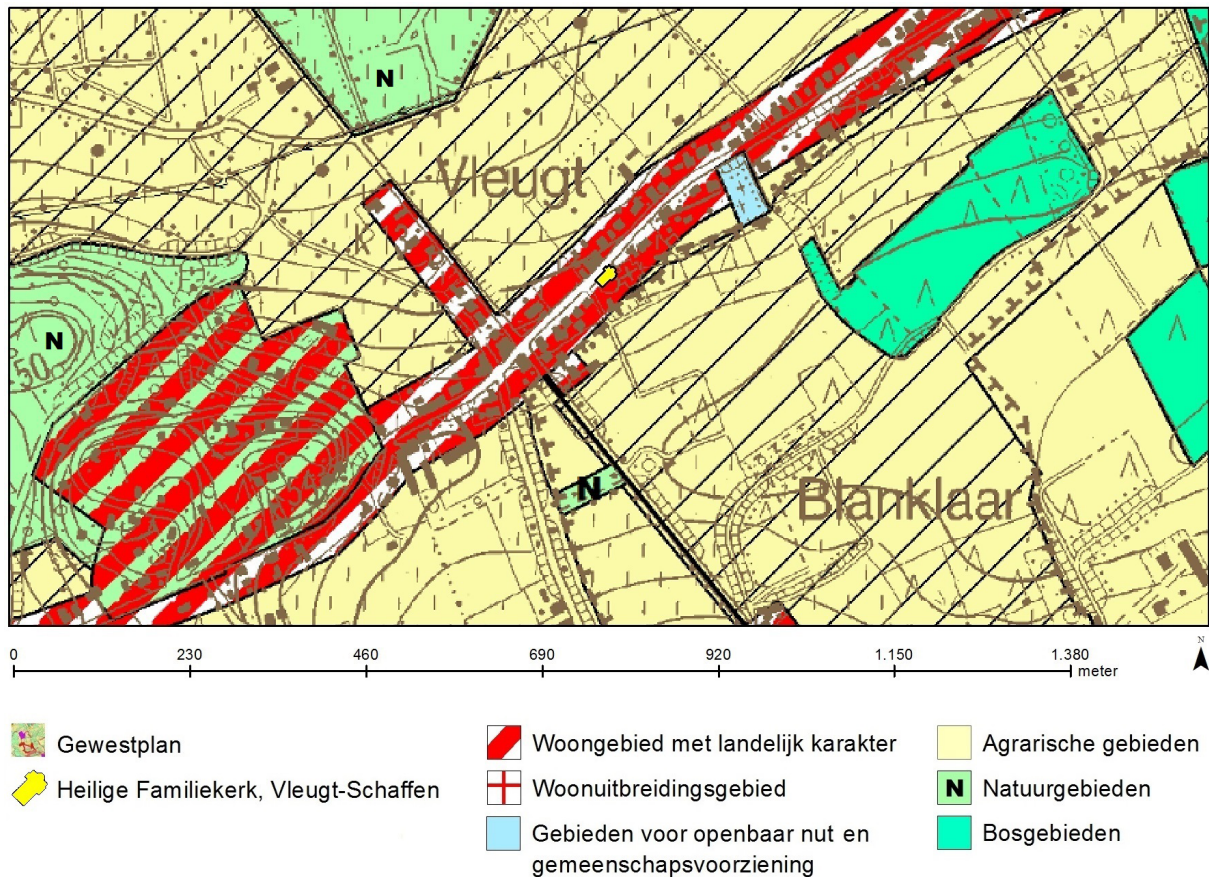 N
Vleugt
N
50
N
Blanklaar
0 230 460 690 920 1.150 1.380 meter
N
Gewestplan
Heilige Familiekerk, Vleugt-Schaffen
Woongebied met landelijk karakter
Woonuitbreidingsgebied
Gebieden voor openbaar nut en
gemeenschapsvoorziening
Agrarische gebieden
N Natuurgebieden
Bosgebieden